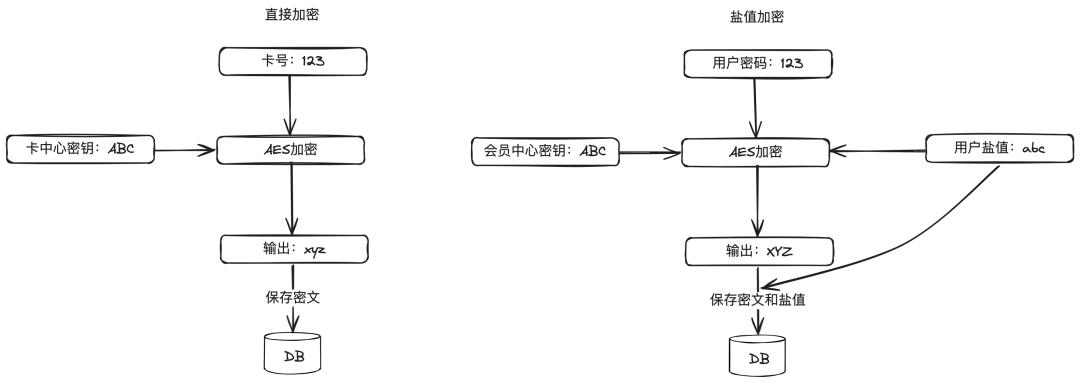 直接加密
卡号：123
卡中心密钥：ABC
AES加密
输出：xyz
保存密文
DB
盐值加密
用户密码：123
会员中心密钥：ABC
AES加密
用户盐值：abc
输出：XYZ
保存密文和盐值
DB